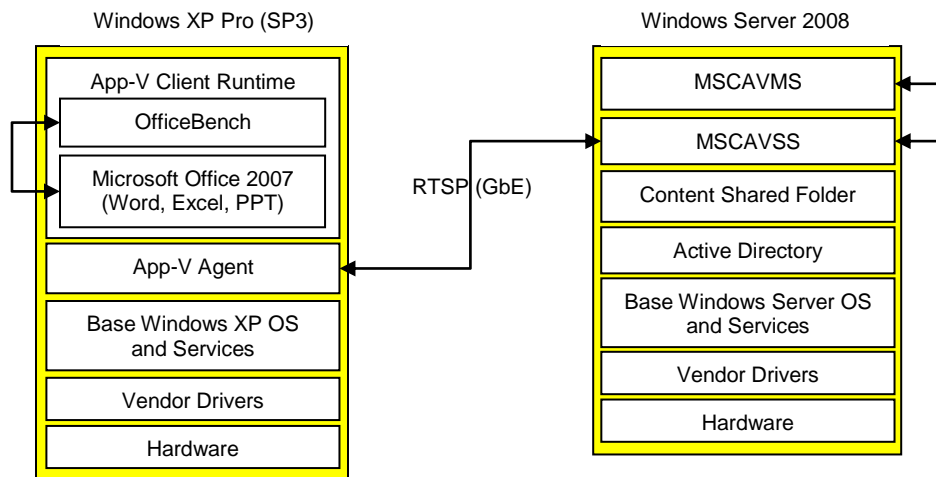 Windows XP Pro (SP3)
App-V Client Runtime
OfficeBench
Microsoft Office 2007
(Word, Excel, PPT)
App-V Agent
Base Windows XP OS
and Services
Vendor Drivers
Hardware
RTSP (GbE)
Windows Server 2008
MSCAVMS
MSCAVSS
Content Shared Folder
Active Directory
Base Windows Server OS
and Services
Vendor Drivers
Hardware